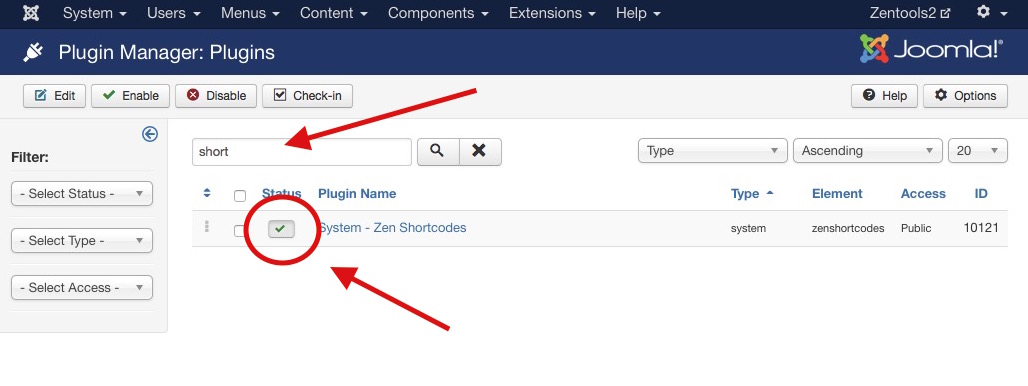 System Users Menus Content Components Extensions Help Zentools2
Plugin Manager: Plugins Joomla!®
Edit Enable Disable Check-in Help Options
Filter:
short Type Ascending 20
- Select Status -
- Select Type -
- Select Access -
Status Plugin Name Type Element Access ID
System - Zen Shortcodes system zenshortcodes Public 10121